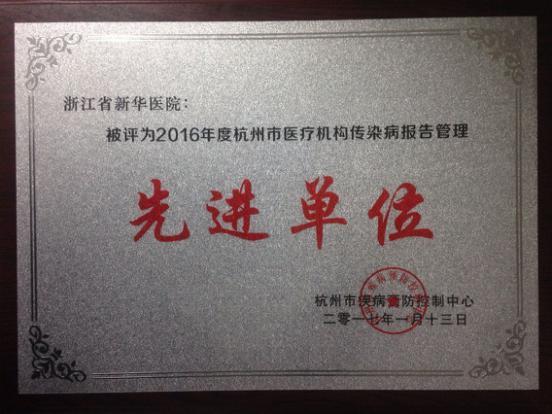 浙江省新华医院：
被评为2016年度杭州市医疗机构传染病报告管理
先进单位
杭州市疾病预防控制中心
二零一七年一月十三日